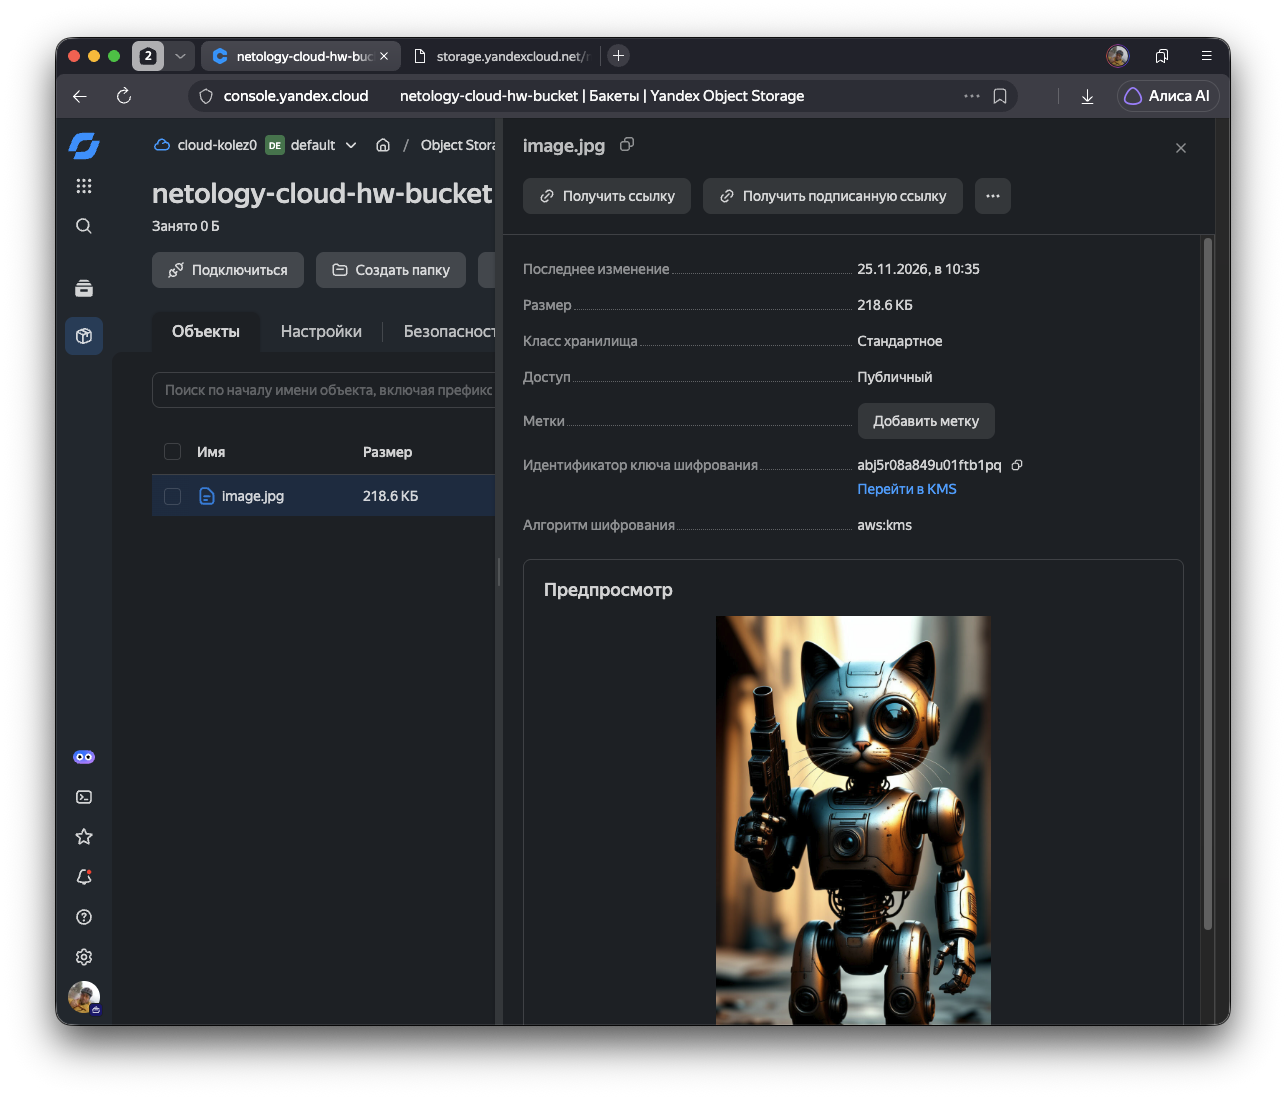 2
netology-cloud-hw-buc
storage.yandexcloud.net/
console.yandex.cloud
netology-cloud-hw-bucket | Бакеты | Yandex Object Storage
Алиса AI
cloud-kolez0
DE
default
/
Object Stora
netology-cloud-hw-bucket
Занято 0 Б
Подключиться
Создать папку
Объекты
Настройки
Безопасност
Поиск по началу имени объекта, включая префикс
Имя
Размер
image.jpg
218.6 КБ
image.jpg
Получить ссылку
Получить подписанную ссылку
Последнее изменение
25.11.2026, в 10:35
Размер
218.6 КБ
Класс хранилища
Стандартное
Доступ
Публичный
Метки
Добавить метку
Идентификатор ключа шифрования
abj5r08a849u01ftb1pq
Перейти в KMS
Алгоритм шифрования
aws:kms
Предпросмотр